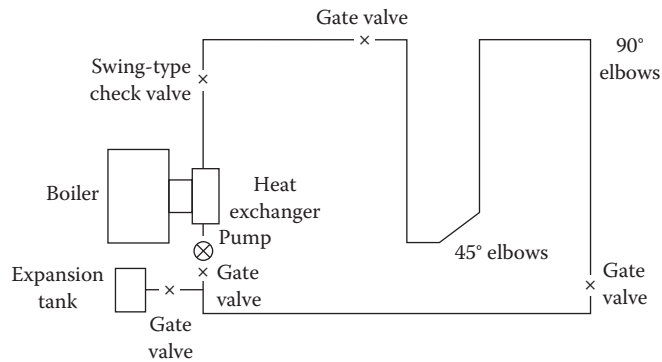 Gate valve
90°
elbows
Swing-type
check valve
Boiler
Heat
exchanger
Pump
45° elbows
Expansion
tank
Gate
valve
Gate
valve
Gate
valve